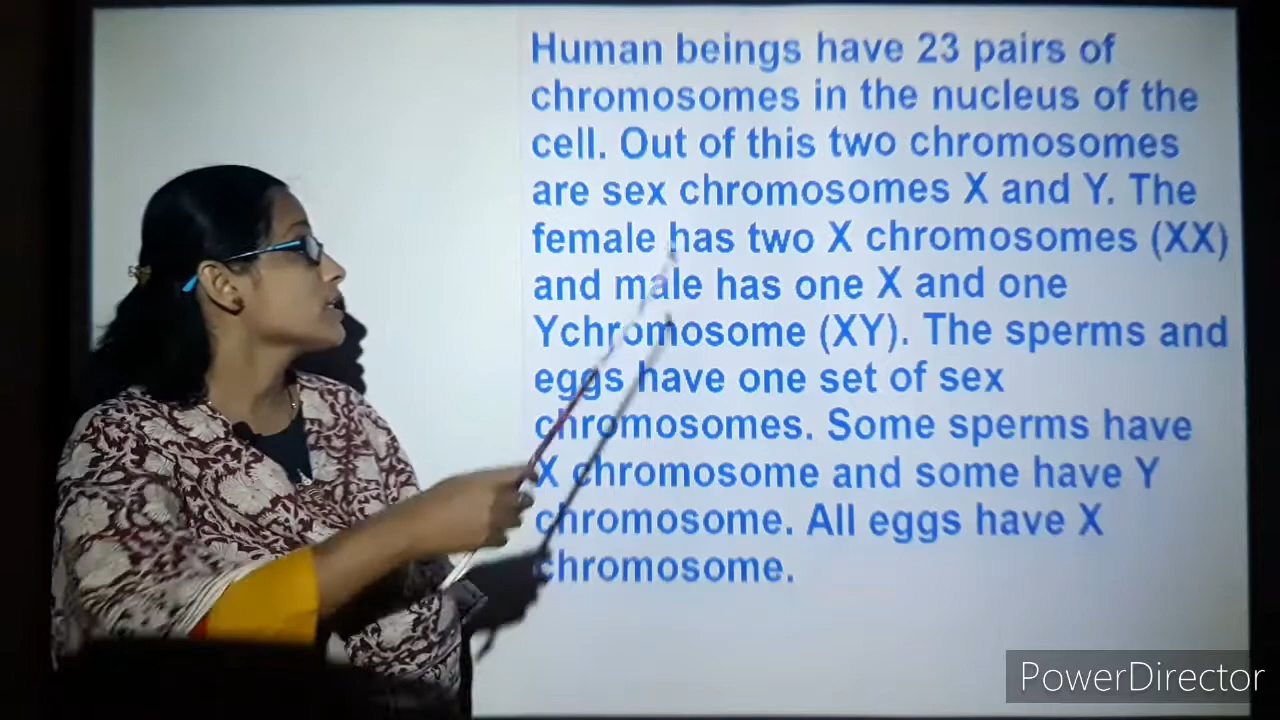 Human beings have 23 pairs of
chromosomes in the nucleus of the
cell. Out of this two chromosomes
are sex chromosomes X and Y. The
female has two X chromosomes (XX)
and male has one X and one
Ychromosome (XY). The sperms and
eggs have one set of sex
chromosomes. Some sperms have
X chromosome and some have Y
chromosome. All eggs have X
chromosome.
PowerDirector